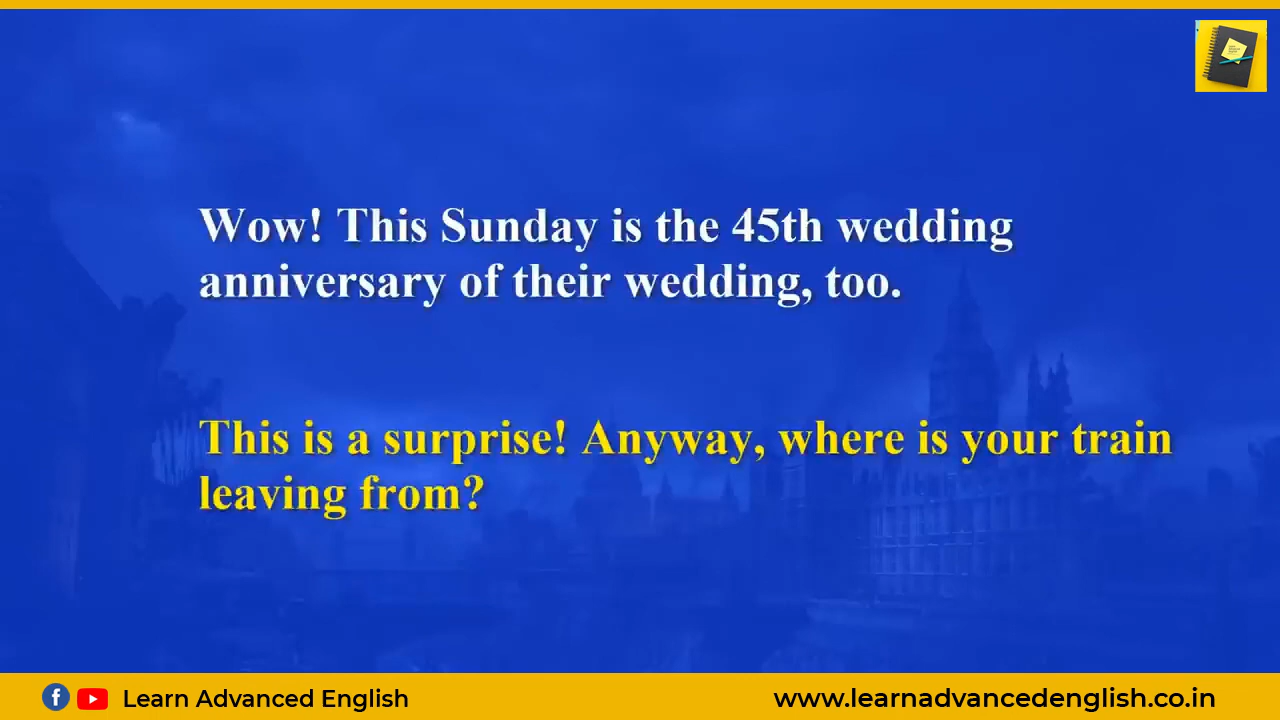 Wow! This Sunday is the 45th wedding
anniversary of their wedding, too.
This is a surprise! Anyway, where is your train
leaving from?
Learn Advanced English
www.learnadvancedenglish.co.in